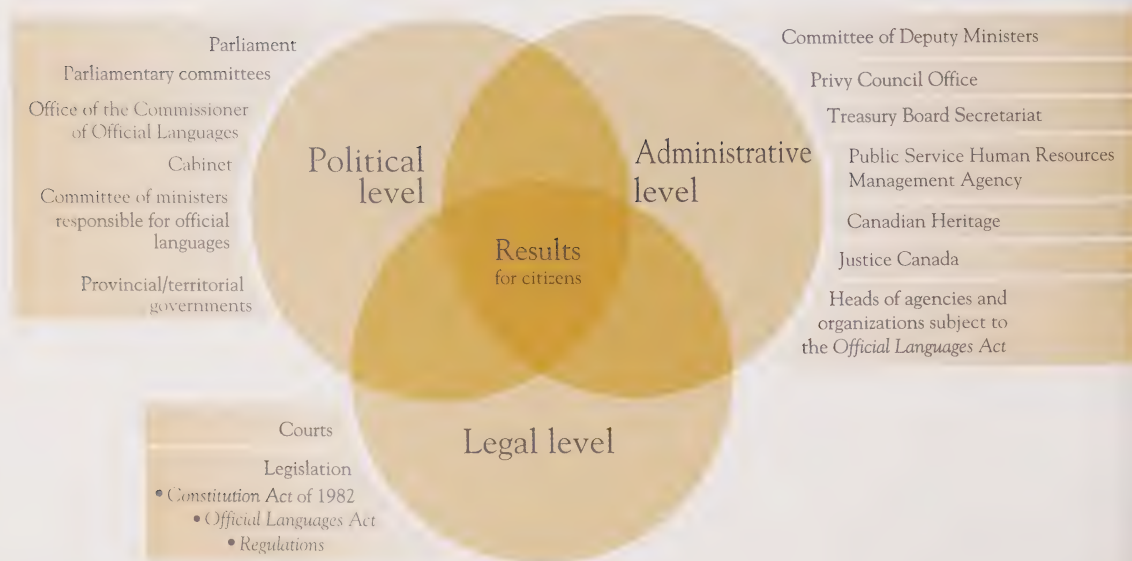 Parliament
Parliamentary committees
Office of the Commissioner
of Official Languages
Cabinet
Committee of ministers
responsible for official
languages
Provincial/territorial
governments
Political
level
Administrative
level
Results
for citizens
Legal level
Committee of Deputy Ministers
Privy Council Office
Treasury Board Secretariat
Public Service Human Resources
Management Agency
Canadian Heritage
Justice Canada
Heads of agencies and
organizations subject to
the Official Languages Act
Courts
Legislation
• Constitution Act of 1982
• Official Languages Act
• Regulations